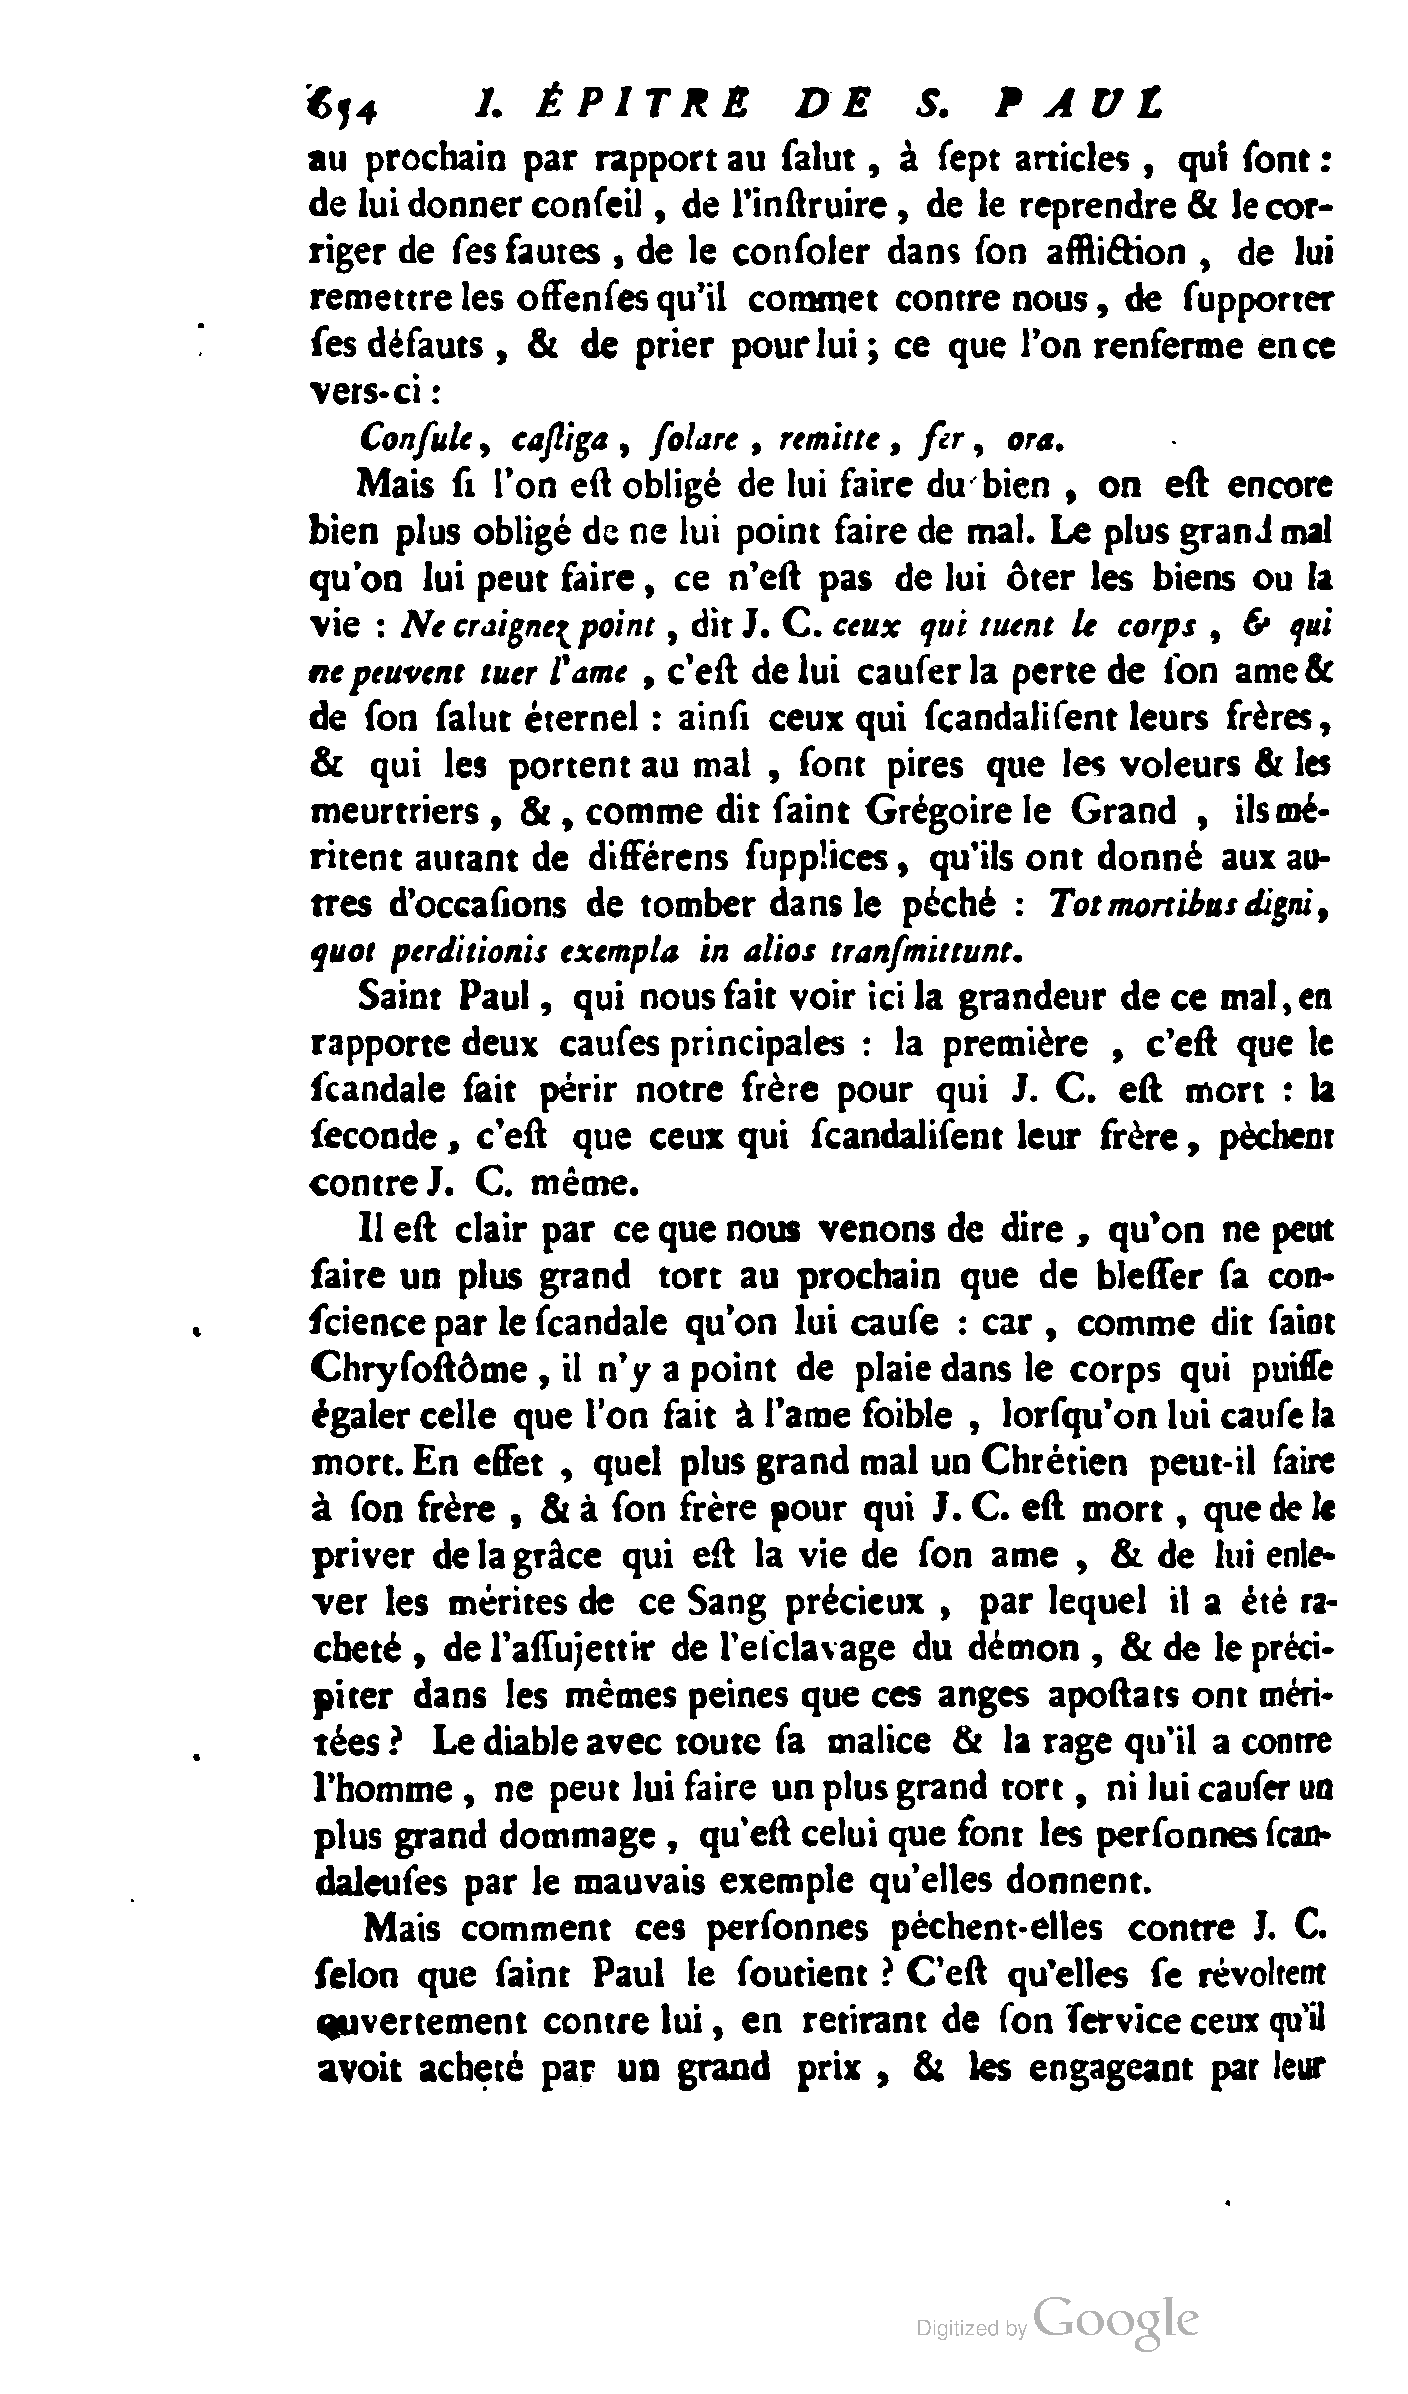 654 I. ÉPITRE DE S. PAUL
au prochain par rapport au ſalut , à ſept articles , qui ſont :
de lui donner conſeil , de l'inſtruire , de le reprendre & le cor-
riger de ſes fautes , de le conſoler dans ſon affliction , de lui
remettre les offenſes qu'il commet contre nous , de ſupporter
ſes défauts , & de prier pour lui ; ce que l'on renferme en ce
vers-ci :
Conſule, caſtiga , ſolare , remitte , fer , ora.
Mais ſi l'on eſt obligé de lui faire du bien , on eſt encore
bien plus obligé de ne lui point faire de mal. Le plus grand mal
qu'on lui peut faire , ce n'eſt pas de lui ôter les biens ou la
vie : Ne craignez point , dit J. C. ceux qui tuent le corps , & qui
ne peuvent tuer l'ame , c'eſt de lui cauſer la perte de ſon ame &
de ſon ſalut éternel : ainſi ceux qui ſcandaliſent leurs frères,
& qui les portent au mal , ſont pires que les voleurs & les
meurtriers , & , comme dit ſaint Grégoire le Grand , ils mé-
ritent autant de différens ſupplices , qu'ils ont donné aux au-
tres d'occaſions de tomber dans le péché : Tot mortibus digni,
quot perditionis exempla in alios tranſmittunt.
Saint Paul , qui nous fait voir ici la grandeur de ce mal, en
rapporte deux cauſes principales : la première , c'eſt que le
ſcandale fait périr notre frère pour qui J. C. eſt mort : la
ſeconde , c'eſt que ceux qui ſcandaliſent leur frère , pèchent
contre J. C. même.
Il eſt clair par ce que nous venons de dire , qu'on ne peut
faire un plus grand tort au prochain que de bleſſer ſa con-
ſcience par le ſcandale qu'on lui cauſe : car , comme dit ſaint
Chryſoſtôme , il n'y a point de plaie dans le corps qui puiſſe
égaler celle que l'on fait à l'ame foible , lorſqu'on lui cauſe la
mort. En effet , quel plus grand mal un Chrétien peut-il faire
à ſon frère , & à ſon frère pour qui J. C. eſt mort , que de le
priver de la grâce qui eſt la vie de ſon ame , & de lui enle-
ver les mérites de ce Sang précieux , par lequel il a été ra-
cheté , de l'aſſujettir de l'eſclavage du démon , & de le préci-
piter dans les mêmes peines que ces anges apoſtats ont méri-
tées ? Le diable avec toute ſa malice & la rage qu'il a contre
l'homme , ne peut lui faire un plus grand tort , ni lui cauſer un
plus grand dommage , qu'eſt celui que font les perſonnes ſcan-
daleuſes par le mauvais exemple qu'elles donnent.
Mais comment ces perſonnes pèchent-elles contre J. C.
ſelon que ſaint Paul le ſoutient ? C'eſt qu'elles ſe révoltent
ouvertement contre lui , en retirant de ſon ſervice ceux qu'il
avoit acheté par un grand prix , & les engageant par leur
Digitized by Google